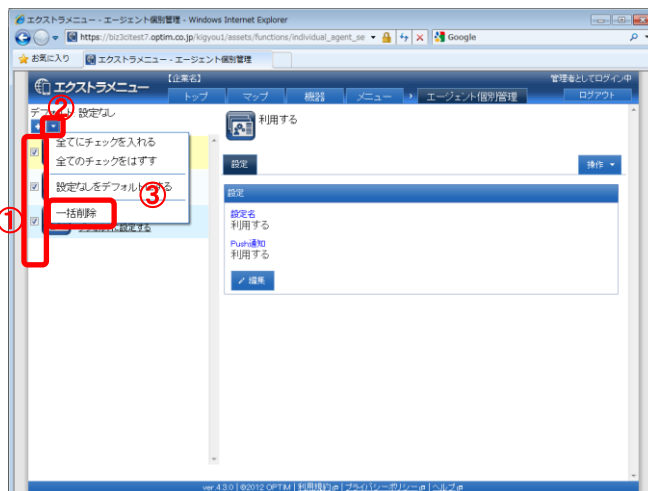 エクストラメニュー - エージェント個別管理 - Windows Internet Explorer
https://biz3citest7.optim.co.jp/kigyou1/assets/functions/individual_agent_se
Google
お気に入り
エクストラメニュー - エージェント個別管理
エクストラメニュー
【企業名】
管理者としてログイン中
トップ
マップ
機器
メニュー
エージェント個別管理
ログアウト
設定なし
②
全てにチェックを入れる
全てのチェックをはずす
設定なしをデフォルトにする
③
一括削除
①
利用する
設定
操作
設定
設定名
利用する
Push通知
利用する
編集
ver.4.3.0 | ©2012 OPTiM | 利用規約 | プライバシーポリシー | ヘルプ